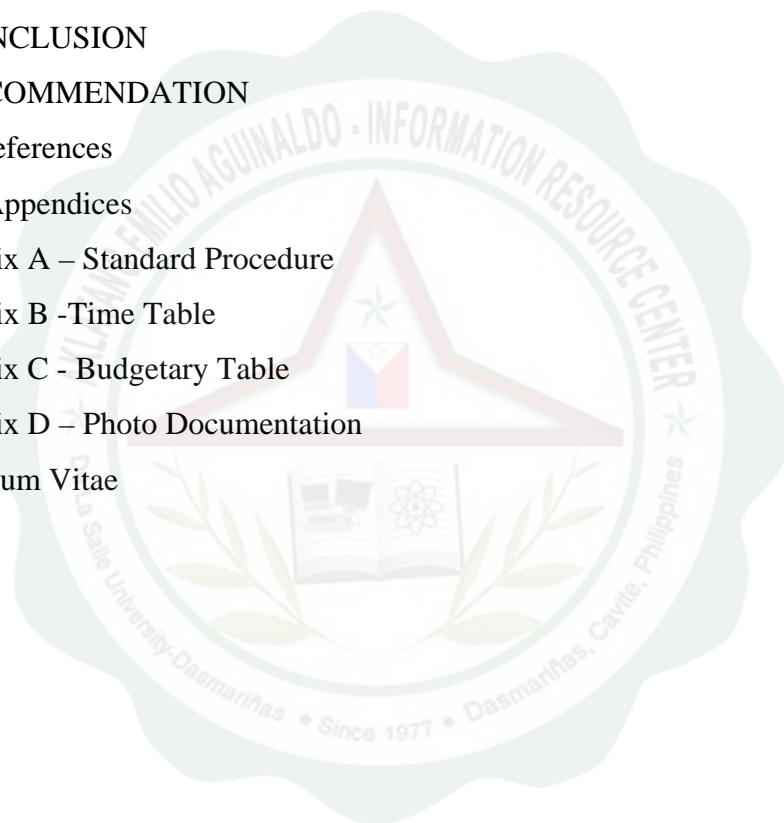 NCLUSION
COMMENDATION
eferences
Appendices
ix A – Standard Procedure
ix B -Time Table
ix C - Budgetary Table
ix D – Photo Documentation
um Vitae
AGUINALDO - INFORMATION RESOURCE CENTER
EMILIO
De La Salle University-Dasmariñas • Since 1977 • Dasmariñas, Cavite, Philippines